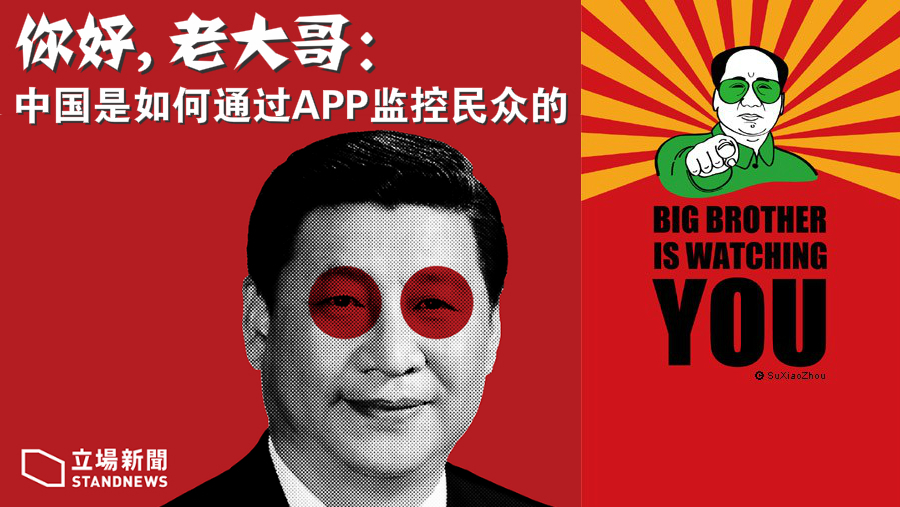 你好，老大哥：
中国是如何通过APP监控民众的
立場新聞
STANDNEWS
BIG BROTHER
IS WATCHING
YOU
© SuXiaoZhou